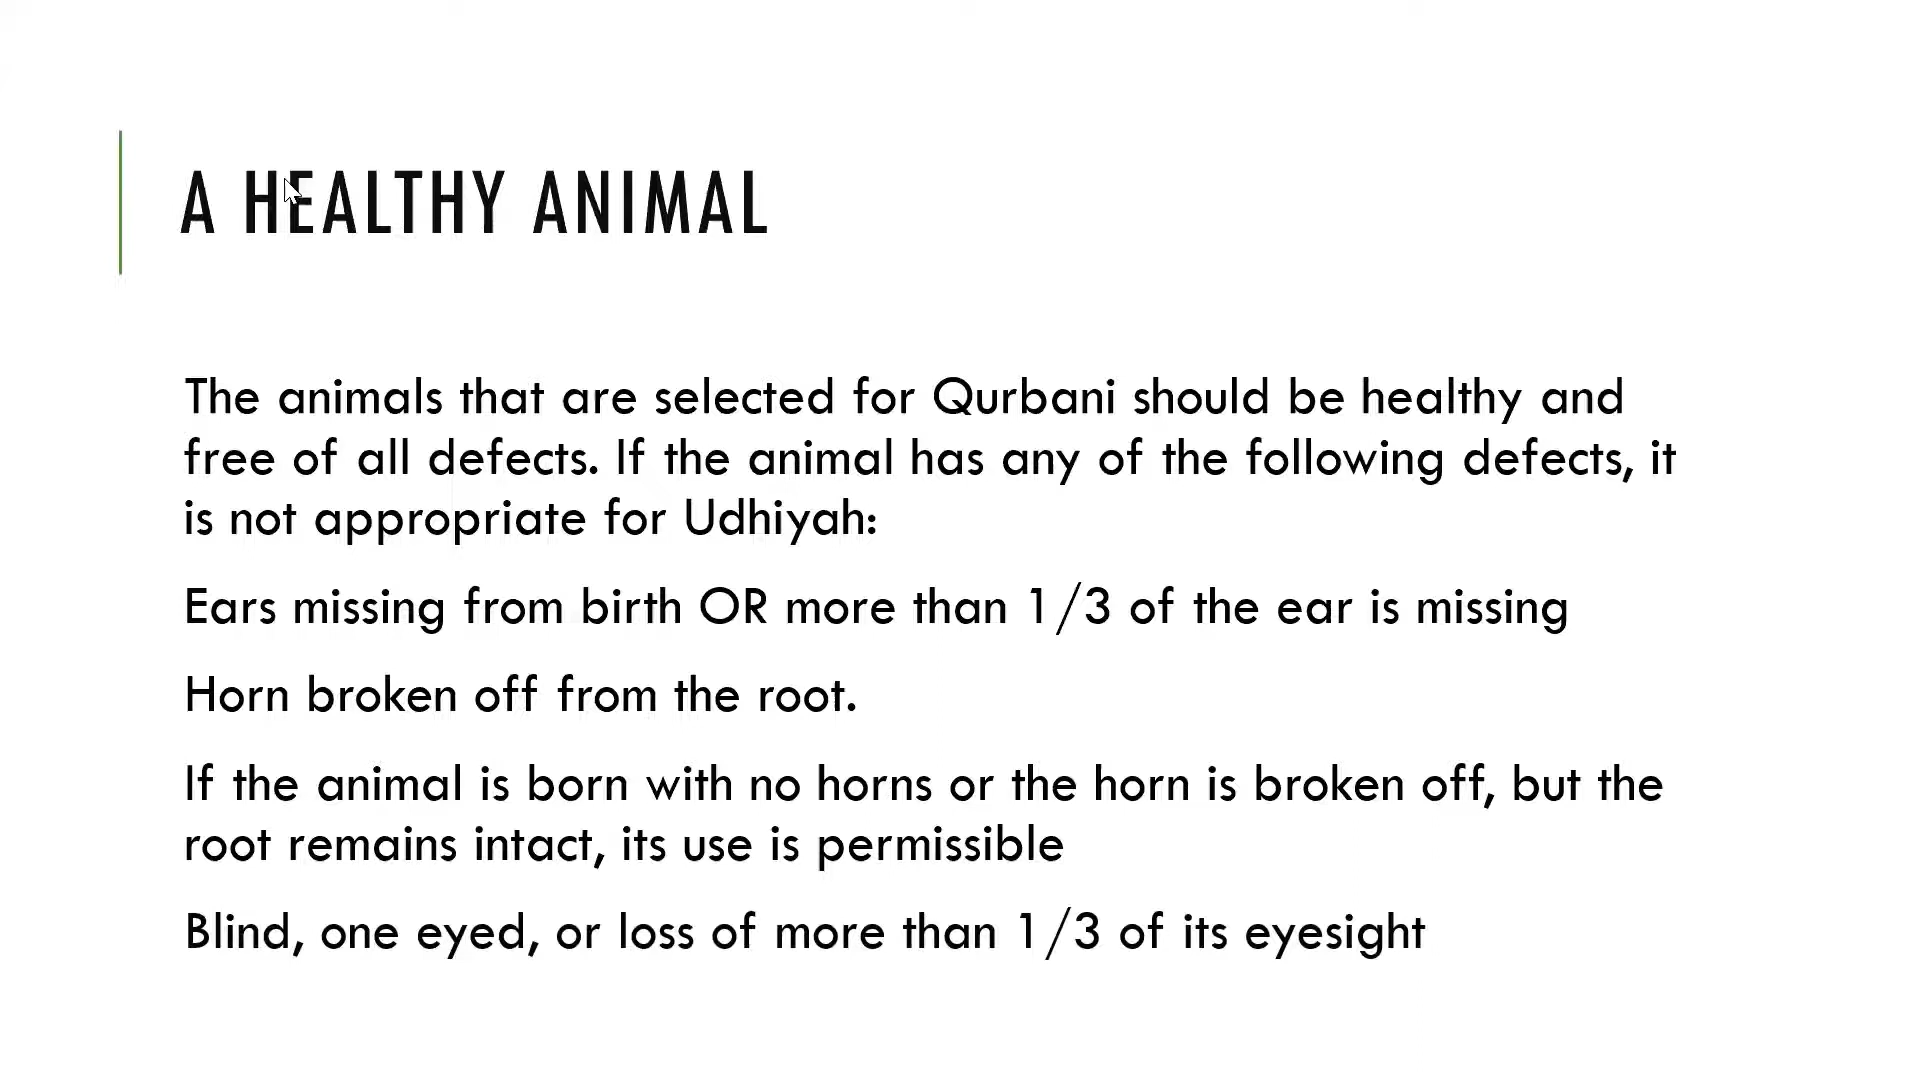 A HEALTHY ANIMAL
The animals that are selected for Qurbani should be healthy and
free of all defects. If the animal has any of the following defects, it
is not appropriate for Udhiyah:
Ears missing from birth OR more than 1/3 of the ear is missing
Horn broken off from the root.
If the animal is born with no horns or the horn is broken off, but the
root remains intact, its use is permissible
Blind, one eyed, or loss of more than 1/3 of its eyesight